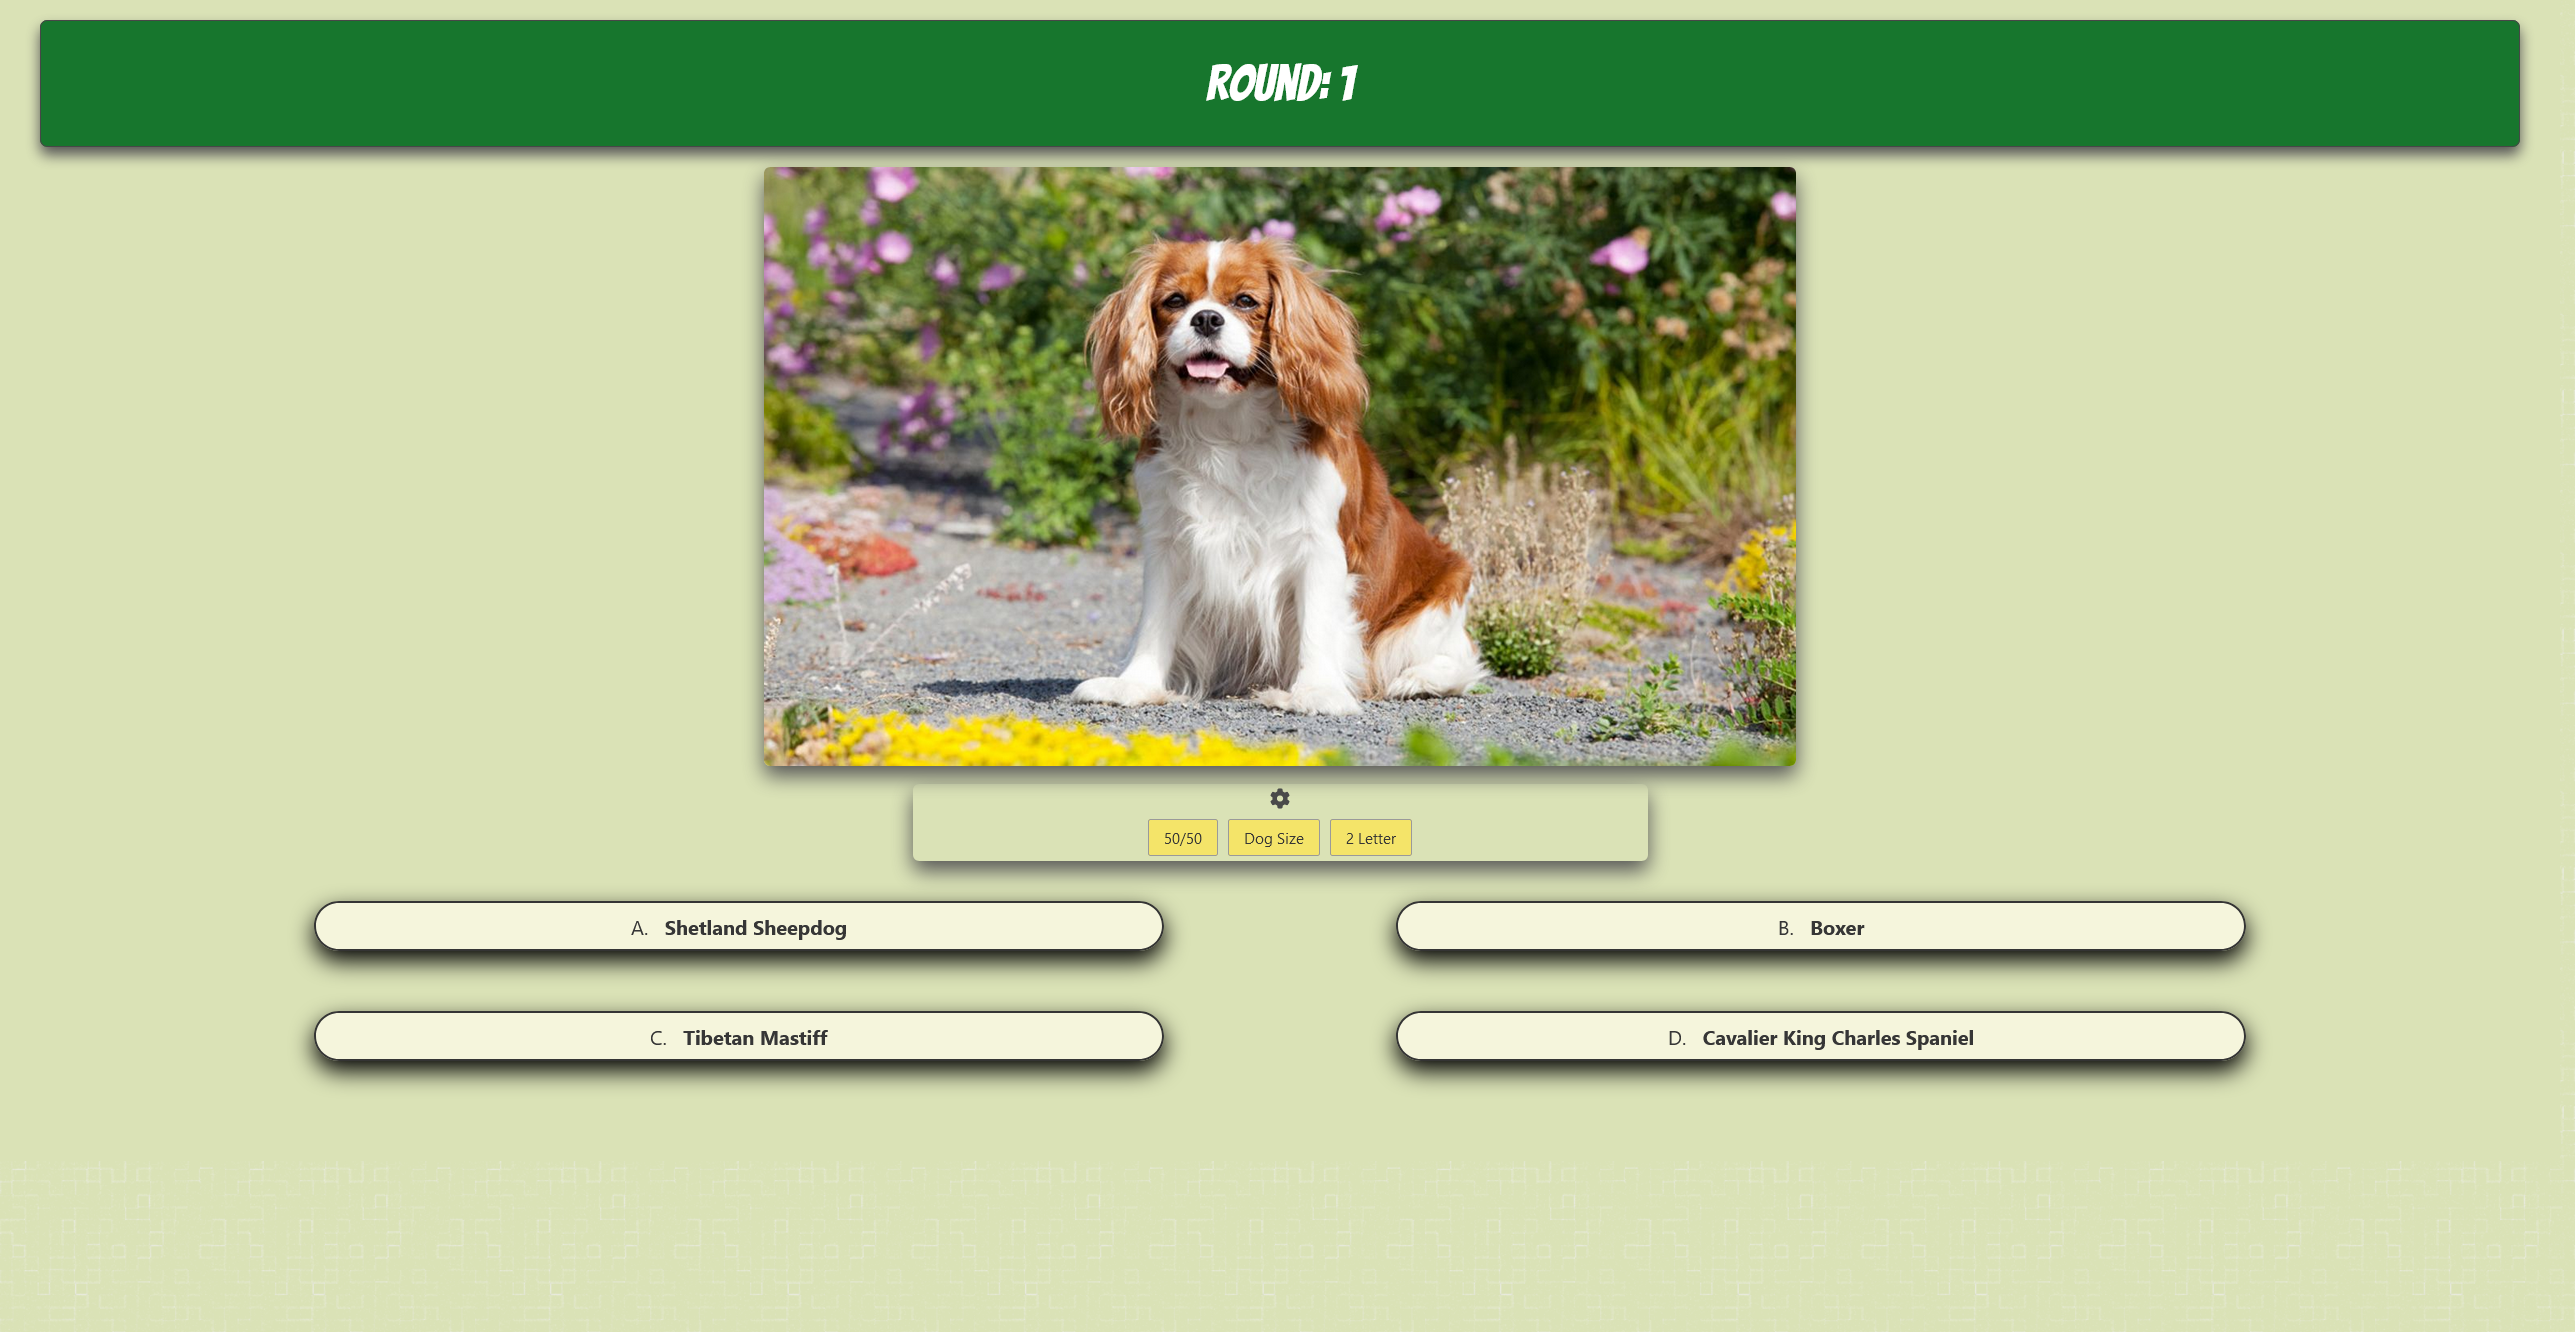 ROUND: 1
50/50
Dog Size
2 Letter
A. Shetland Sheepdog
B. Boxer
C. Tibetan Mastiff
D. Cavalier King Charles Spaniel